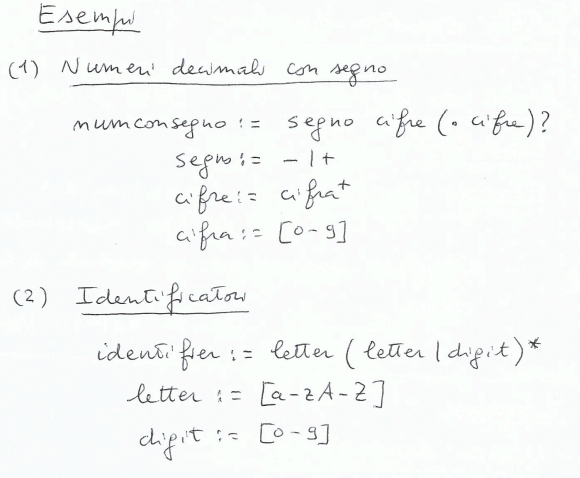 Esempi
(1) Numeri decimali con segno
numconsegno := segno cifre (. cifre)?
segno := - | +
cifre := cifra+
cifra := [0-9]
(2) Identificatori
identifier := letter (letter | digit)*
letter := [a-zA-Z]
digit := [0-9]